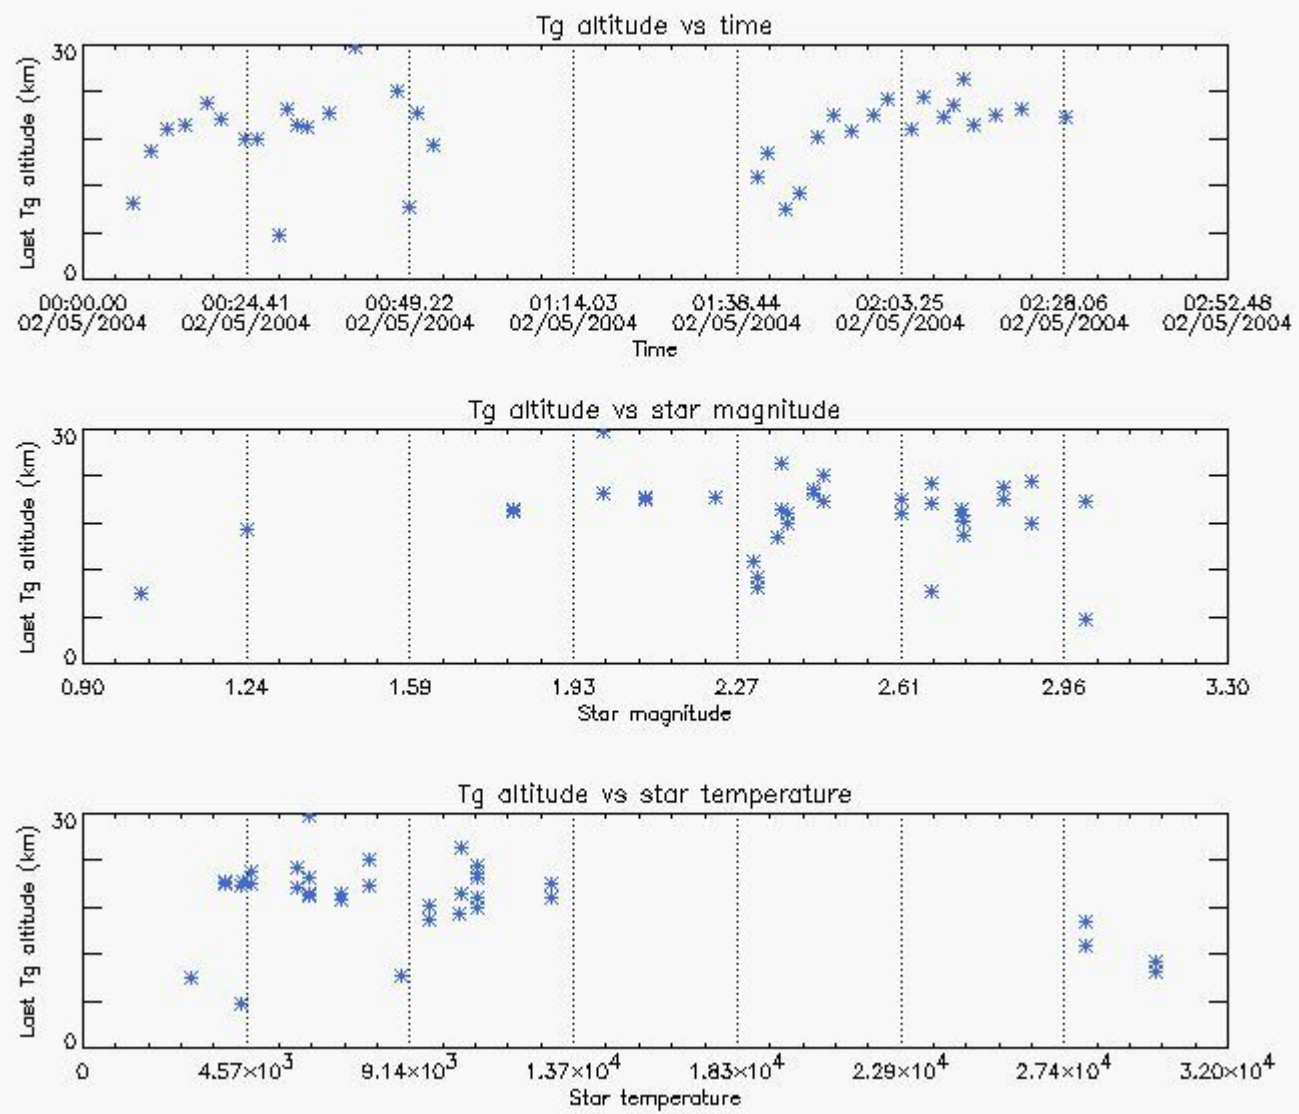 Tg altitude vs time
30
Last Tg altitude (km)
0
00:00.00 00:24.41 00:49.22 01:14.03 01:38.44 02:03.25 02:28.06 02:52.48
02/05/2004 02/05/2004 02/05/2004 02/05/2004 02/05/2004 02/05/2004 02/05/2004 02/05/2004
Time
Tg altitude vs star magnitude
30
Last Tg altitude (km)
0
0.90 1.24 1.59 1.93 2.27 2.61 2.96 3.30
Star magnitude
Tg altitude vs star temperature
30
Last Tg altitude (km)
0
0 4.57×10³ 9.14×10³ 1.37×10⁴ 1.83×10⁴ 2.29×10⁴ 2.74×10⁴ 3.20×10⁴
Star temperature